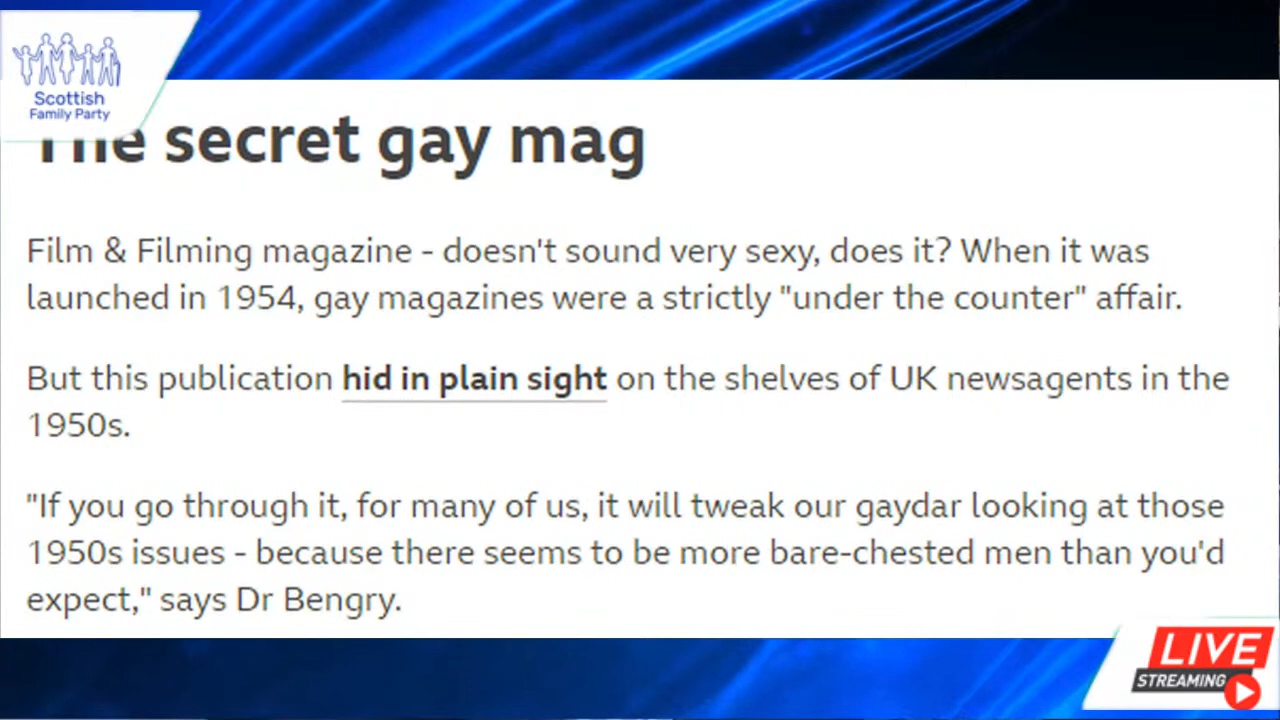 Scottish
Family Party
The secret gay mag
Film & Filming magazine - doesn't sound very sexy, does it? When it was
launched in 1954, gay magazines were a strictly "under the counter" affair.
But this publication hid in plain sight on the shelves of UK newsagents in the
1950s.
"If you go through it, for many of us, it will tweak our gaydar looking at those
1950s issues - because there seems to be more bare-chested men than you'd
expect," says Dr Bengry.
LIVE
STREAMING